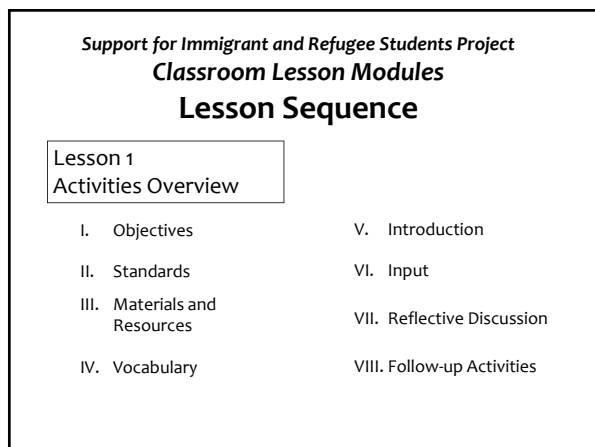 Support for Immigrant and Refugee Students Project
Classroom Lesson Modules
Lesson Sequence
Lesson 1
Activities Overview
I. Objectives
II. Standards
III. Materials and
Resources
IV. Vocabulary
V. Introduction
VI. Input
VII. Reflective Discussion
VIII. Follow-up Activities